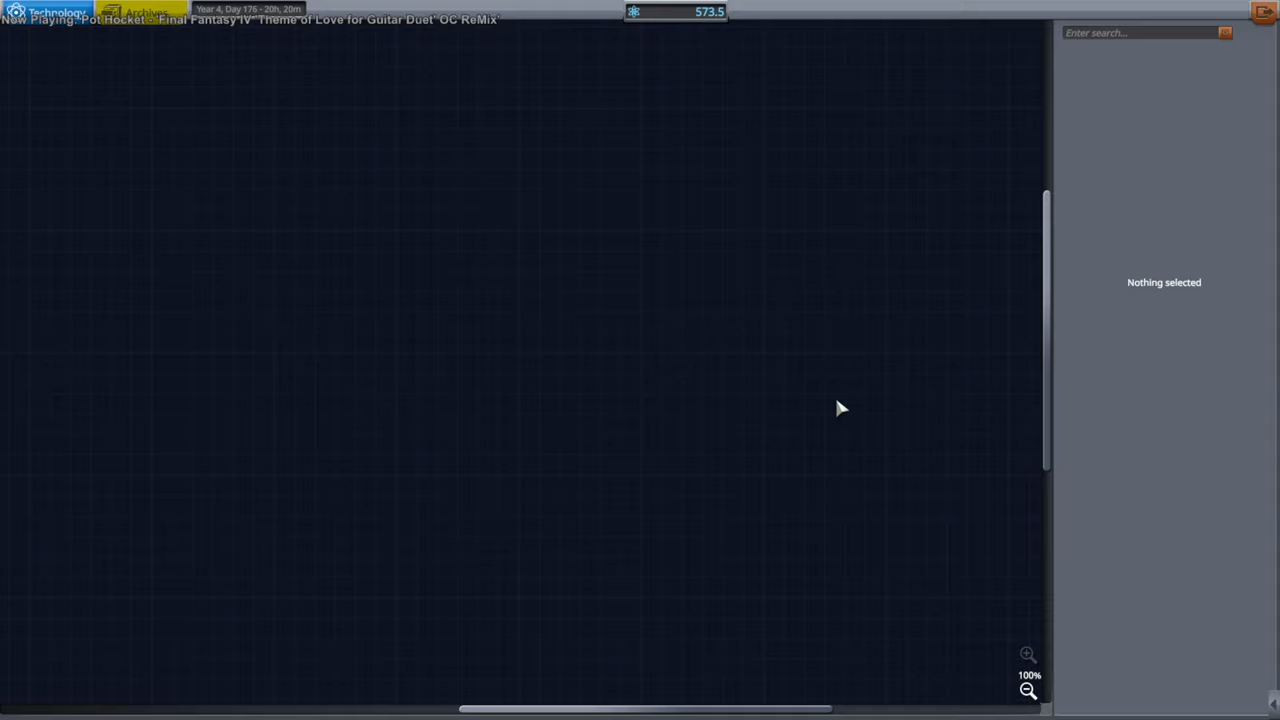 Technology
Archives
Year 4, Day 176 - 20h, 20m
573.5
Now Playing: 'Pot Hocket - 'Final Fantasy IV' 'Theme of Love for Guitar Duet' OC ReMix'
Enter search...
Nothing selected
100%